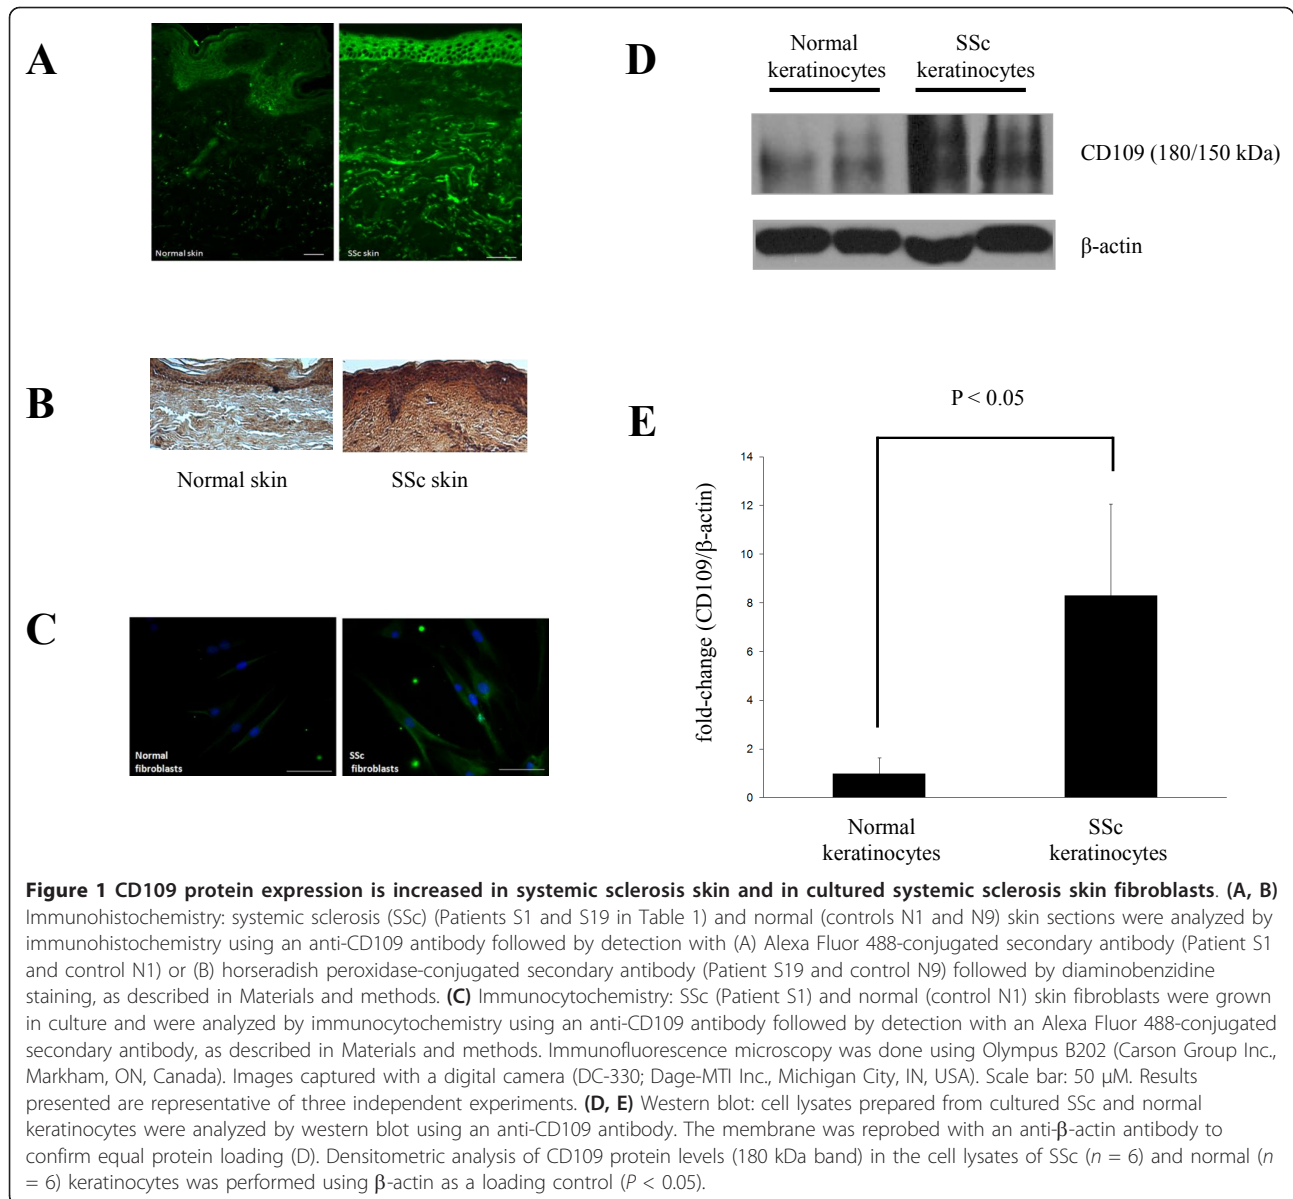 A
Normal skin
SSc skin
B
Normal skin
SSc skin
C
Normal
fibroblasts
SSc
fibroblasts
D
Normal
keratinocytes
SSc
keratinocytes
CD109 (180/150 kDa)
β-actin
E
P < 0.05
fold-change (CD109/β-actin)
14
12
10
8
6
4
2
0
Normal
keratinocytes
SSc
keratinocytes
Figure 1 CD109 protein expression is increased in systemic sclerosis skin and in cultured systemic sclerosis skin fibroblasts. (A, B)
Immunohistochemistry: systemic sclerosis (SSc) (Patients S1 and S19 in Table 1) and normal (controls N1 and N9) skin sections were analyzed by
immunohistochemistry using an anti-CD109 antibody followed by detection with (A) Alexa Fluor 488-conjugated secondary antibody (Patient S1
and control N1) or (B) horseradish peroxidase-conjugated secondary antibody (Patient S19 and control N9) followed by diaminobenzidine
staining, as described in Materials and methods. (C) Immunocytochemistry: SSc (Patient S1) and normal (control N1) skin fibroblasts were grown
in culture and were analyzed by immunocytochemistry using an anti-CD109 antibody followed by detection with an Alexa Fluor 488-conjugated
secondary antibody, as described in Materials and methods. Immunofluorescence microscopy was done using Olympus B202 (Carson Group Inc.,
Markham, ON, Canada). Images captured with a digital camera (DC-330; Dage-MTI Inc., Michigan City, IN, USA). Scale bar: 50 μM. Results
presented are representative of three independent experiments. (D, E) Western blot: cell lysates prepared from cultured SSc and normal
keratinocytes were analyzed by western blot using an anti-CD109 antibody. The membrane was reprobed with an anti-β-actin antibody to
confirm equal protein loading (D). Densitometric analysis of CD109 protein levels (180 kDa band) in the cell lysates of SSc (n = 6) and normal (n
= 6) keratinocytes was performed using β-actin as a loading control (P < 0.05).